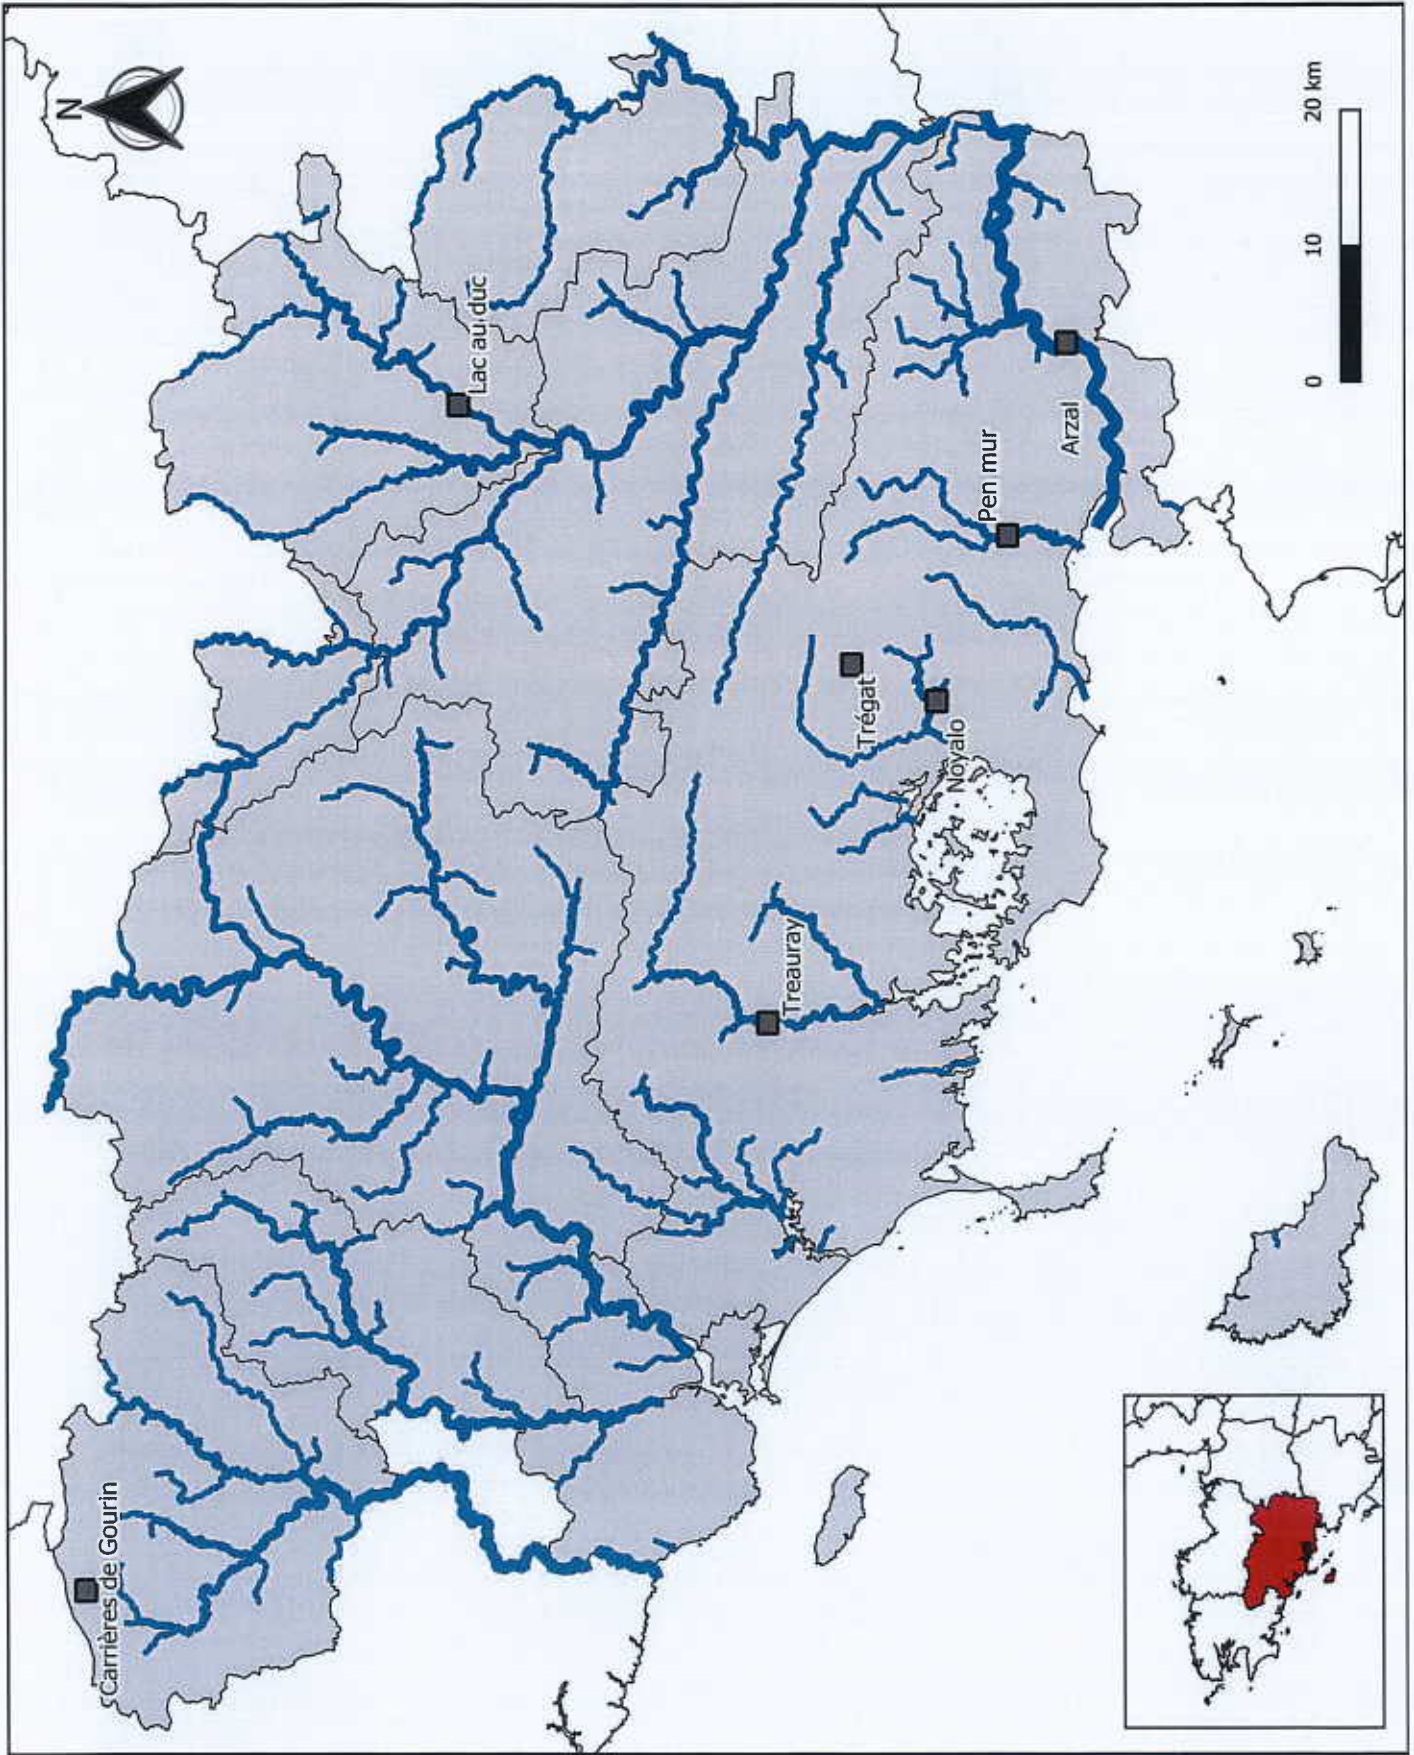 N
Carrières de Gourin
Lac au duc
Treauray
Trégat
Noyalo
Pen mur
Arzal
0 10 20 km